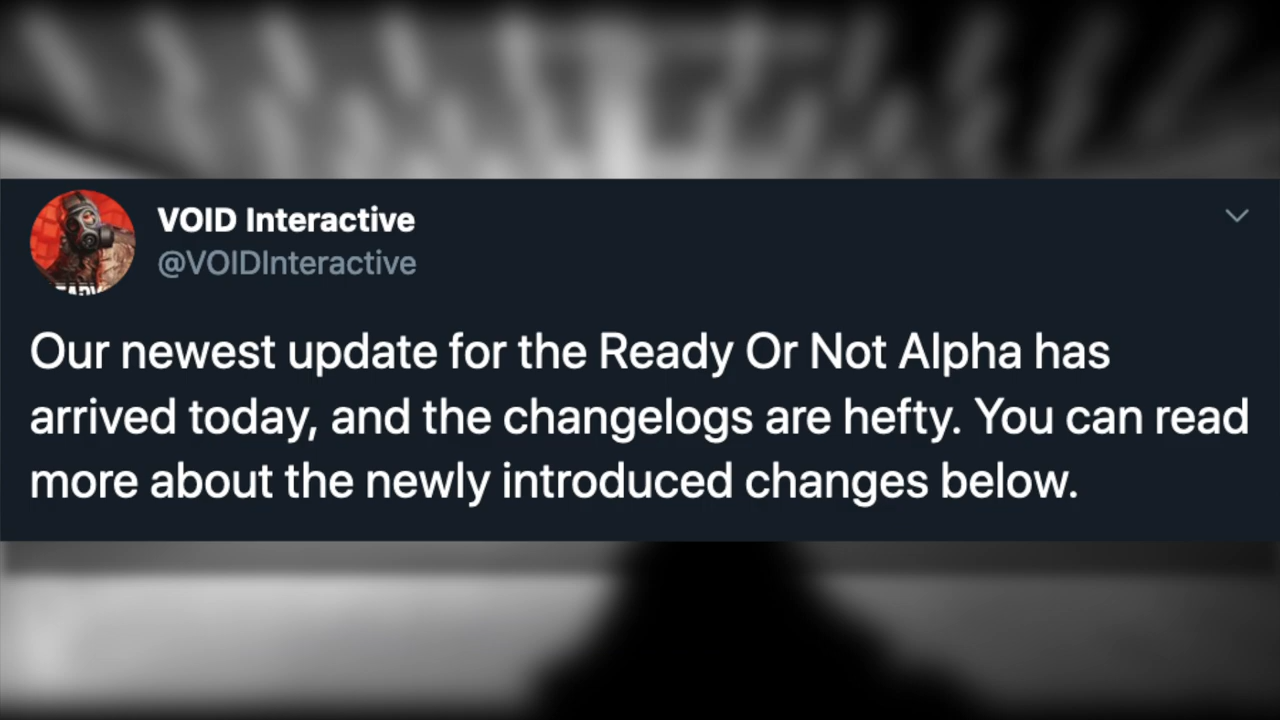 VOID Interactive
@VOIDInteractive
Our newest update for the Ready Or Not Alpha has
arrived today, and the changelogs are hefty. You can read
more about the newly introduced changes below.